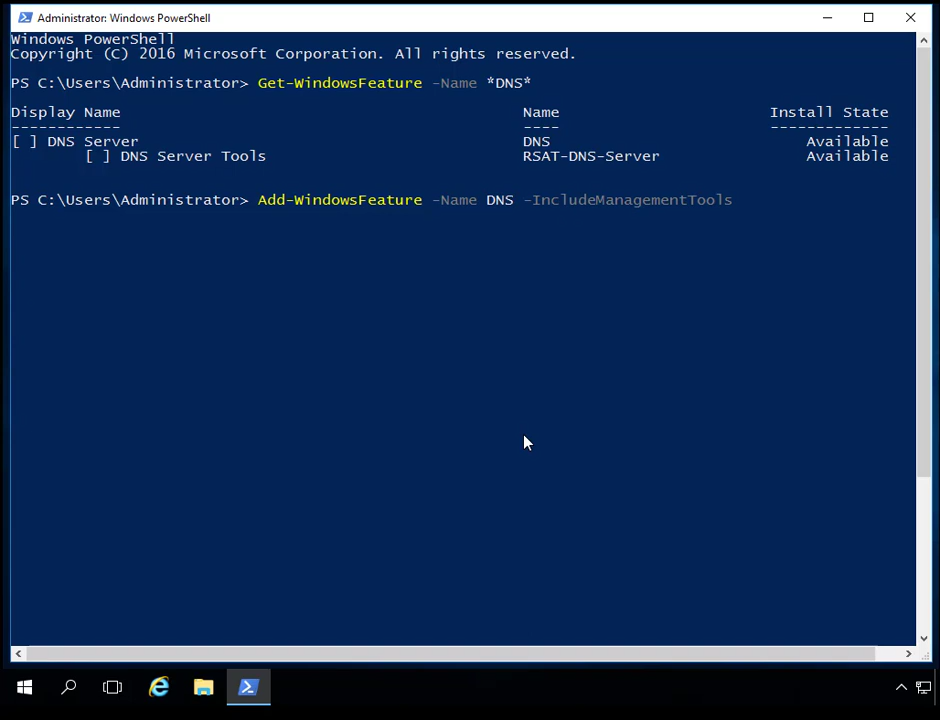 Administrator: Windows PowerShell
Windows PowerShell
Copyright (C) 2016 Microsoft Corporation. All rights reserved.
PS C:\Users\Administrator> Get-WindowsFeature -Name *DNS*
Display Name Name Install State
------------ ---- -------------
[ ] DNS Server DNS Available
[ ] DNS Server Tools RSAT-DNS-Server Available
PS C:\Users\Administrator> Add-WindowsFeature -Name DNS -IncludeManagementTools